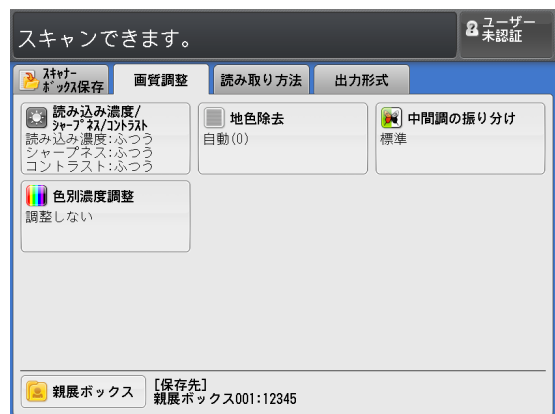 スキャンできます。
ユーザー
未認証
スキャナー
ボックス保存
画質調整
読み取り方法
出力形式
読み込み濃度/
シャープネス/コントラスト
読み込み濃度:ふつう
シャープネス:ふつう
コントラスト:ふつう
地色除去
自動(0)
中間調の振り分け
標準
色別濃度調整
調整しない
親展ボックス
[保存先]
親展ボックス001:12345